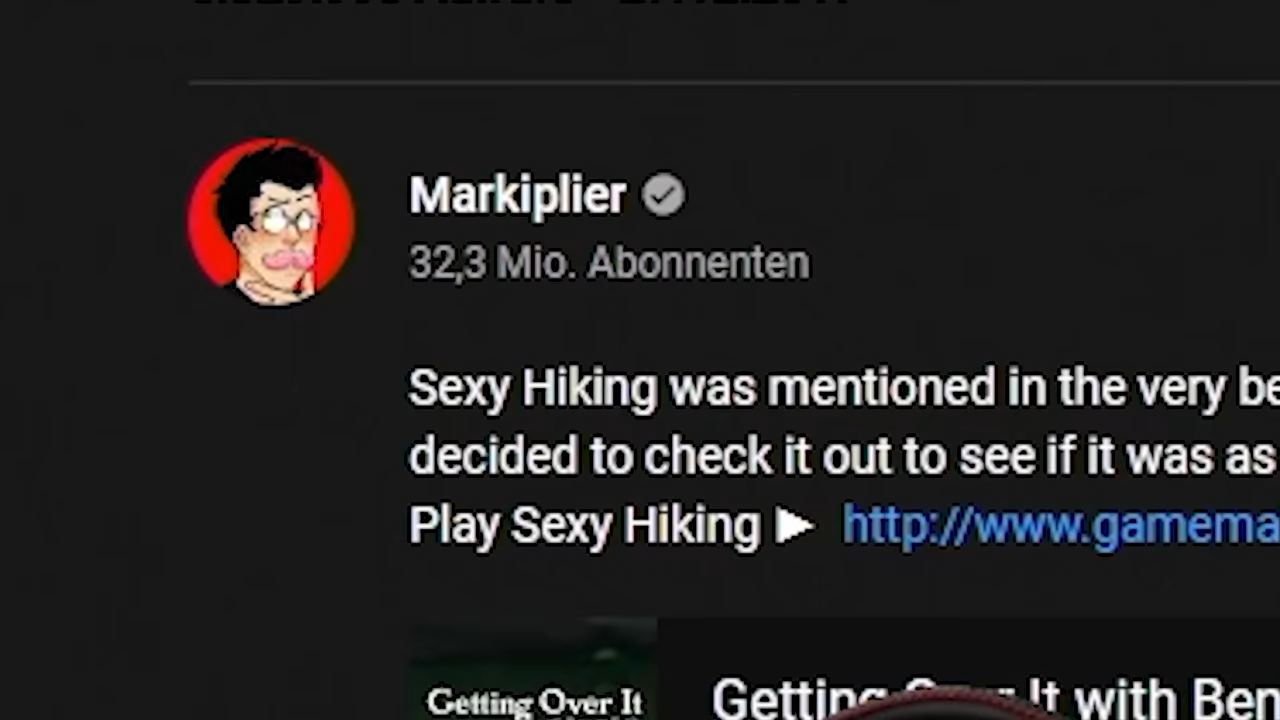 Markiplier
32,3 Mio. Abonnenten
Sexy Hiking was mentioned in the very be
decided to check it out to see if it was as
Play Sexy Hiking ▶ http://www.gamema
Getting Over It
Getting Over It with Ben